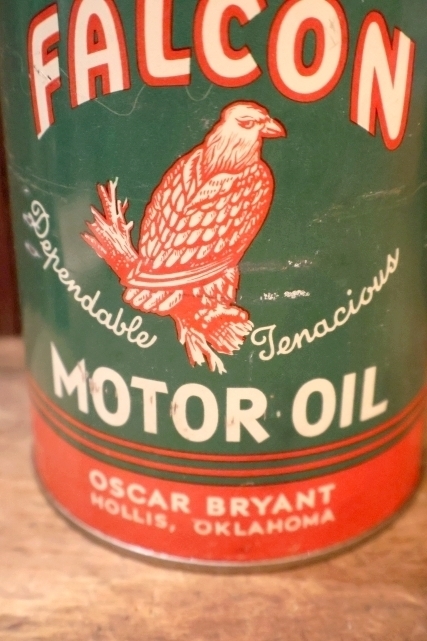 FALCON
Dependable
Tenacious
MOTOR OIL
OSCAR BRYANT
HOLLIS, OKLAHOMA